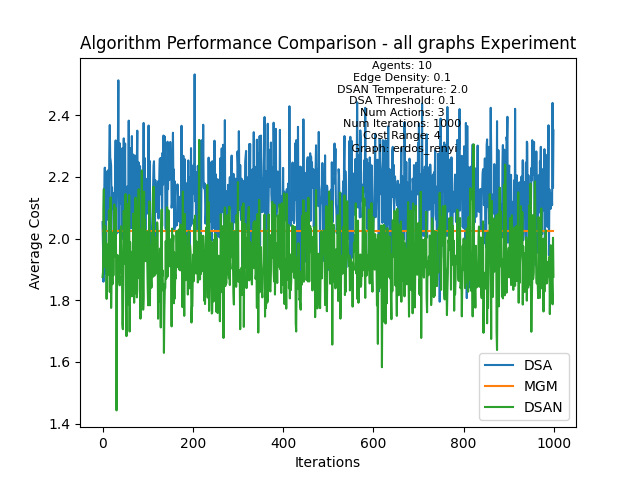 Algorithm Performance Comparison - all graphs Experiment
Agents: 10
Edge Density: 0.1
DSAN Temperature: 2.0
DSA Threshold: 0.1
Num Actions: 3
Num Iterations: 1000
Cost Range: 4
Graph: erdos_renyi
Average Cost
2.4
2.2
2.0
1.8
1.6
1.4
DSA
MGM
DSAN
0
200
400
600
800
1000
Iterations